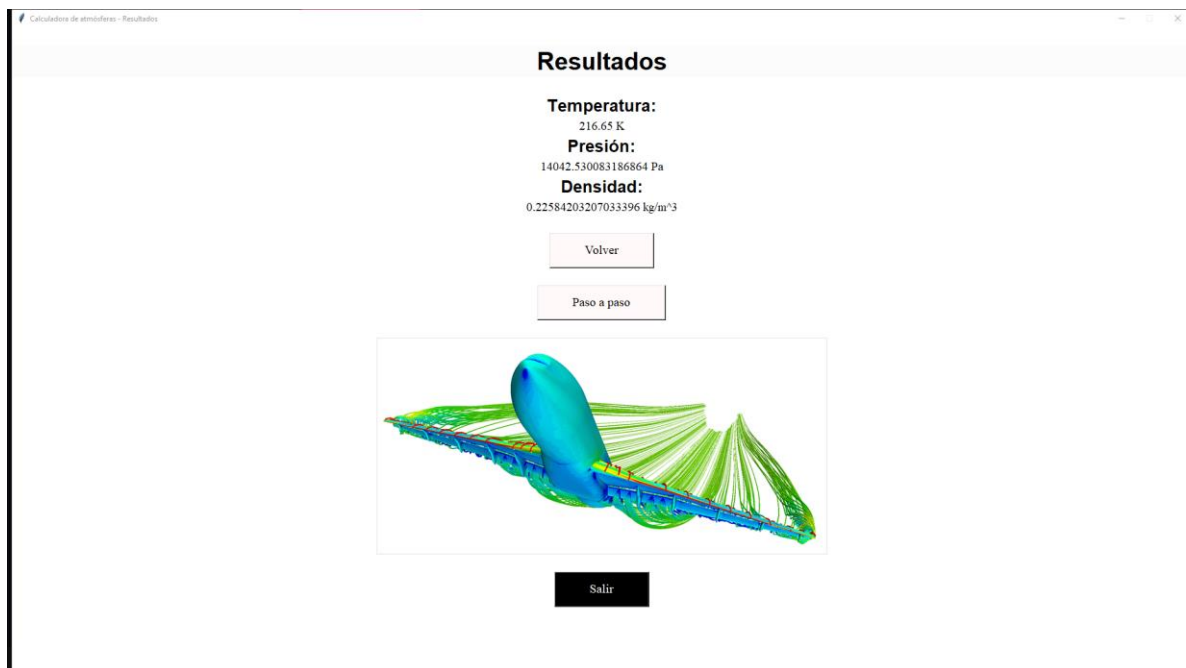 Calculadora de atmósferas - Resultados
Resultados
Temperatura:
216.65 K
Presión:
14042.530083186864 Pa
Densidad:
0.22584203207033396 kg/m^3
Volver
Paso a paso
Salir